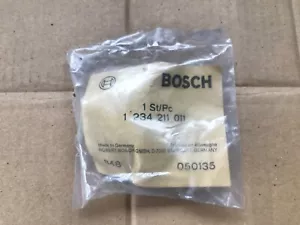 BOSCH
1 St/Pc
1 234 211 011
Made in Germany
050135